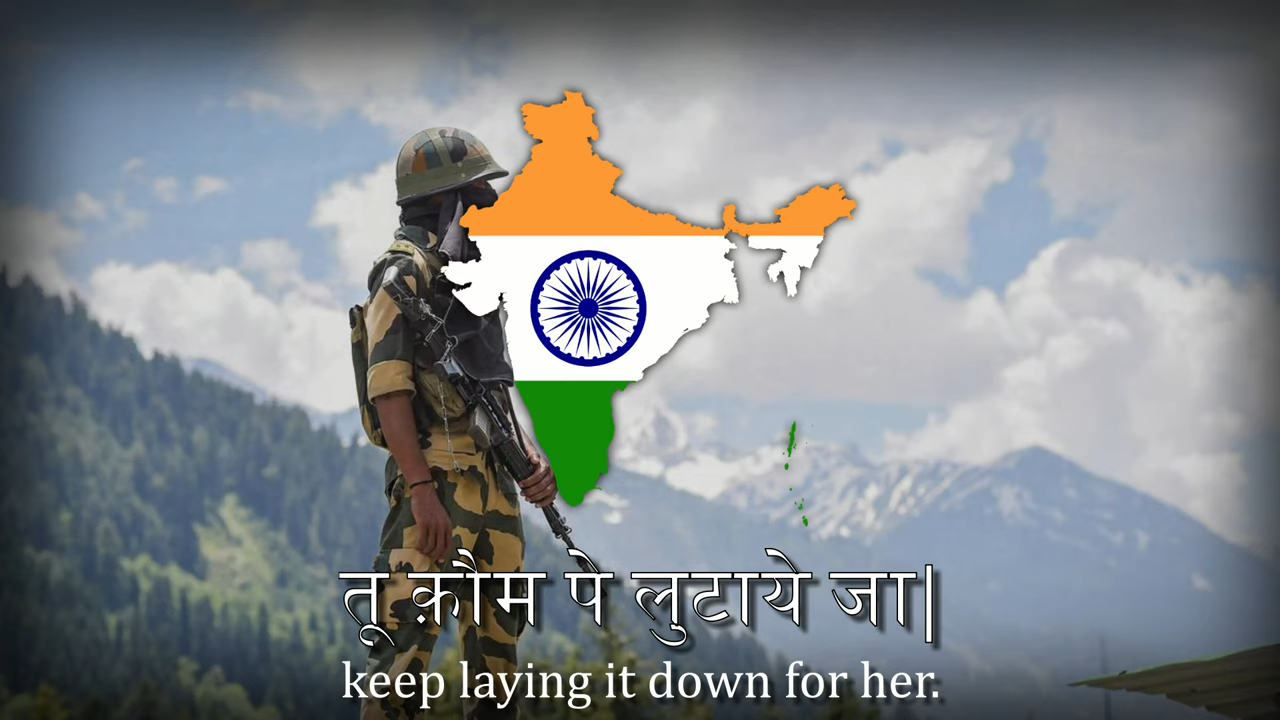 तू क़ौम पे लुटाये जा|
keep laying it down for her.